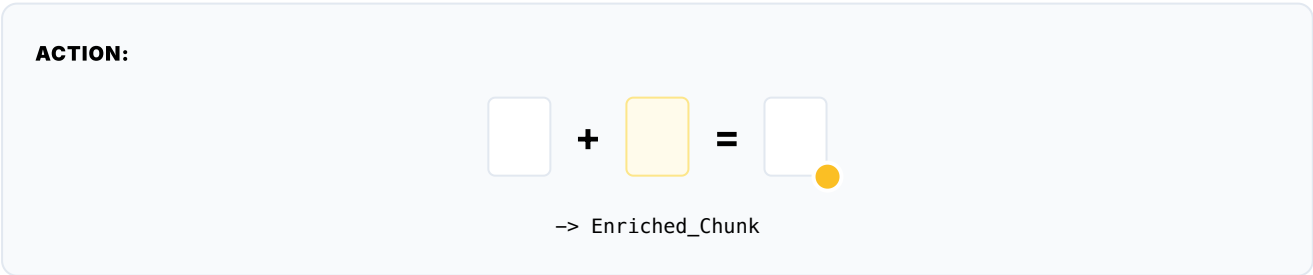 ACTION:
+ =
—> Enriched_Chunk